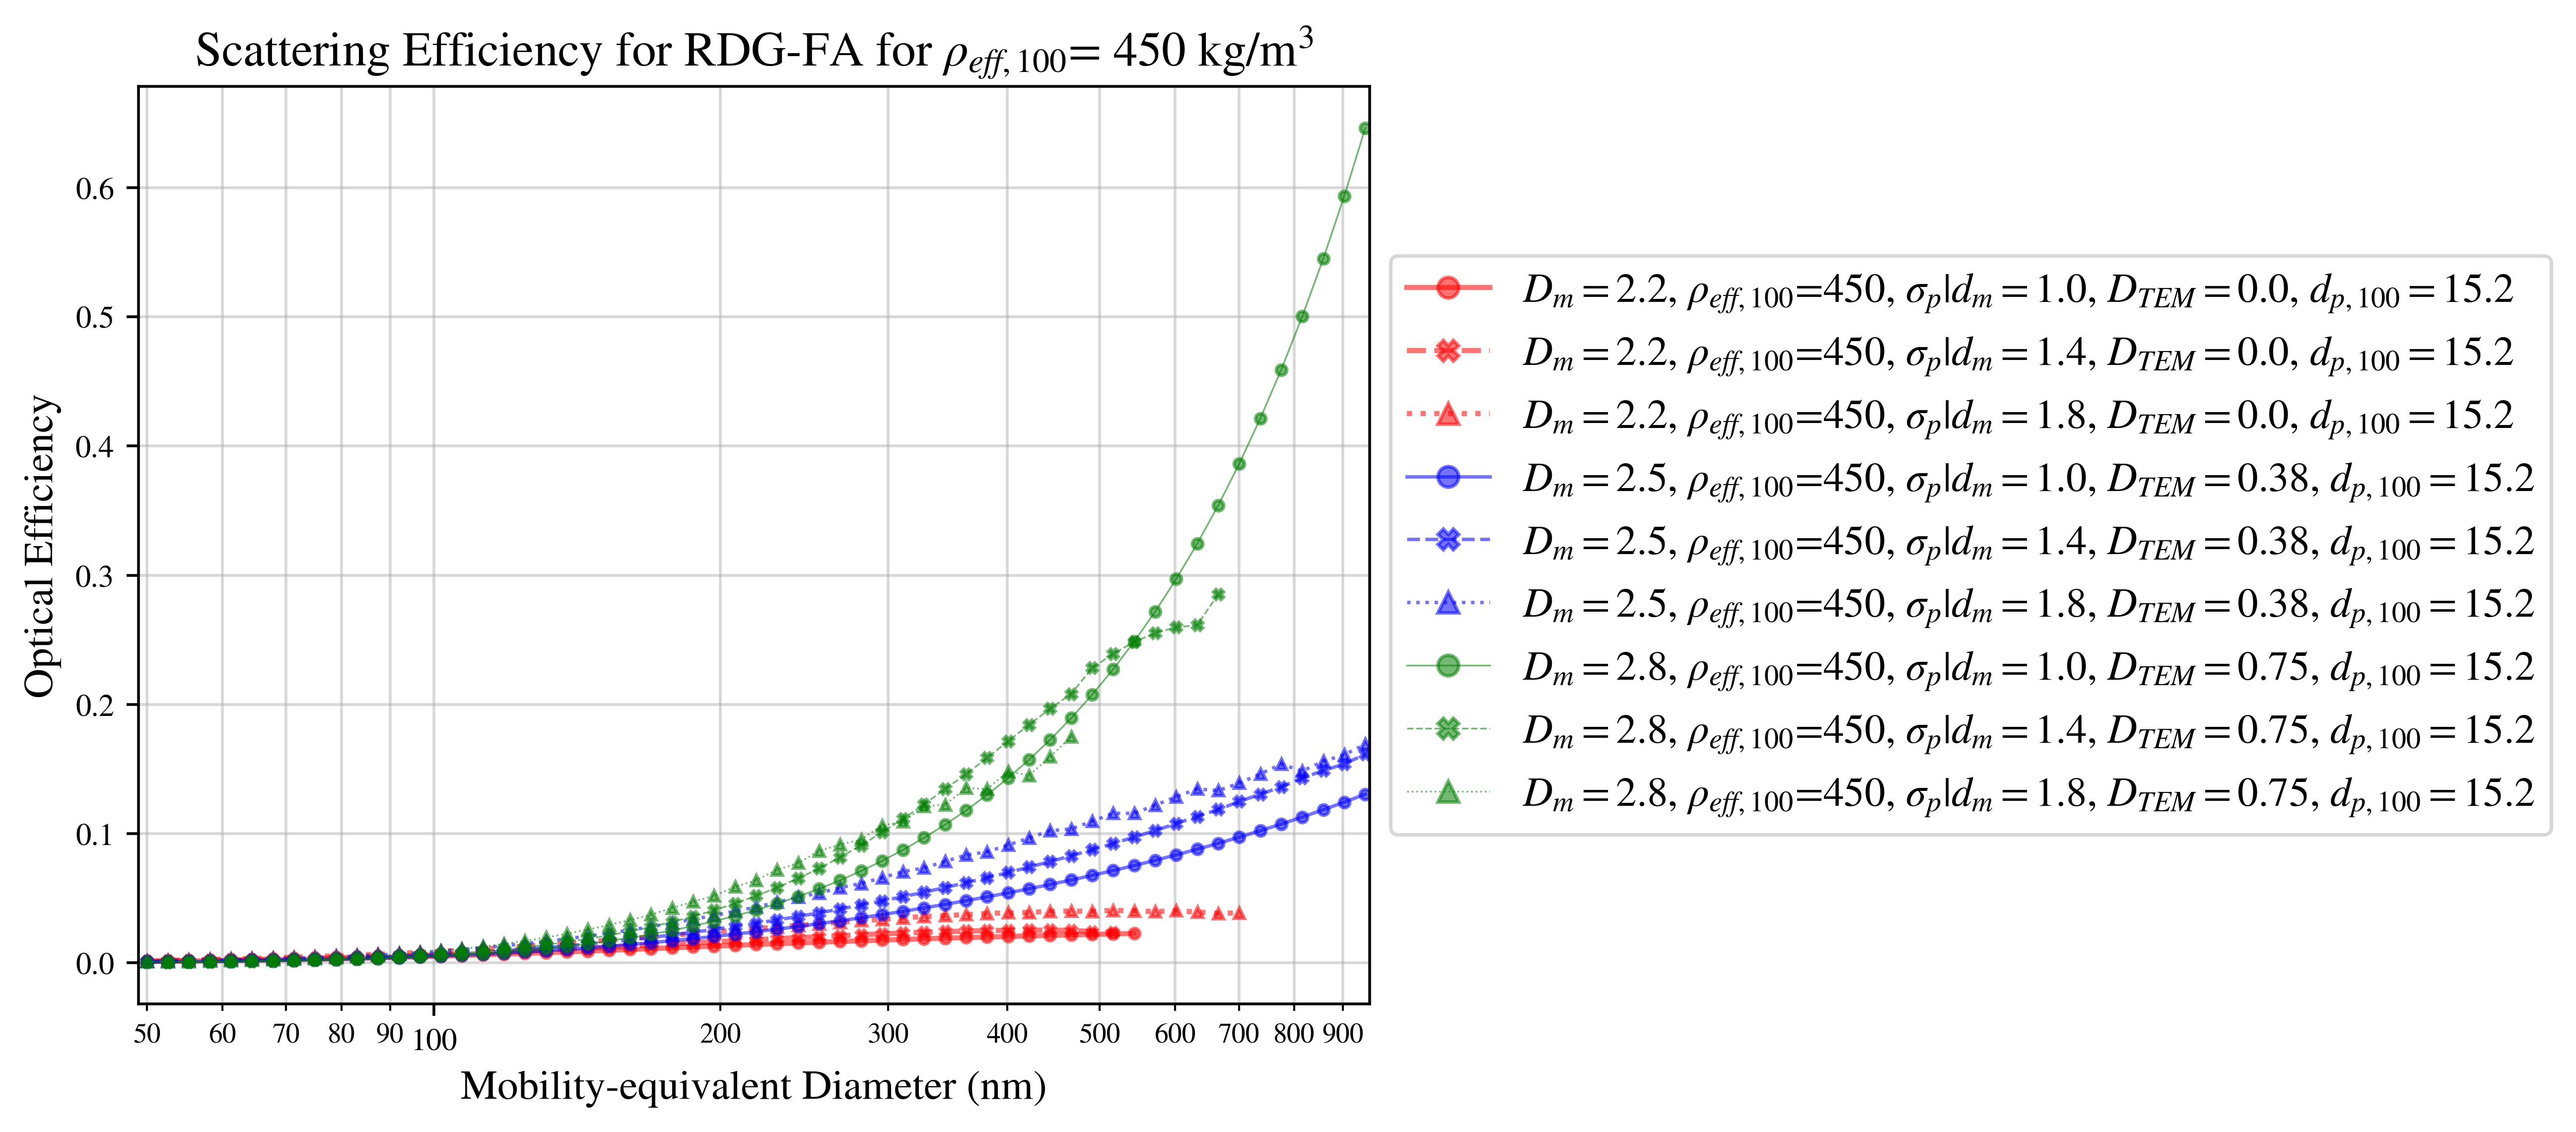 Scattering Efficiency for RDG-FA for ρeff,100= 450 kg/m³
Optical Efficiency
0.6
0.5
0.4
0.3
0.2
0.1
0.0
50 60 70 80 90 100 200 300 400 500 600 700 800 900
Mobility-equivalent Diameter (nm)
Dm = 2.2, ρeff,100=450, σp|dm = 1.0, DTEM = 0.0, dp,100 = 15.2
Dm = 2.2, ρeff,100=450, σp|dm = 1.4, DTEM = 0.0, dp,100 = 15.2
Dm = 2.2, ρeff,100=450, σp|dm = 1.8, DTEM = 0.0, dp,100 = 15.2
Dm = 2.5, ρeff,100=450, σp|dm = 1.0, DTEM = 0.38, dp,100 = 15.2
Dm = 2.5, ρeff,100=450, σp|dm = 1.4, DTEM = 0.38, dp,100 = 15.2
Dm = 2.5, ρeff,100=450, σp|dm = 1.8, DTEM = 0.38, dp,100 = 15.2
Dm = 2.8, ρeff,100=450, σp|dm = 1.0, DTEM = 0.75, dp,100 = 15.2
Dm = 2.8, ρeff,100=450, σp|dm = 1.4, DTEM = 0.75, dp,100 = 15.2
Dm = 2.8, ρeff,100=450, σp|dm = 1.8, DTEM = 0.75, dp,100 = 15.2